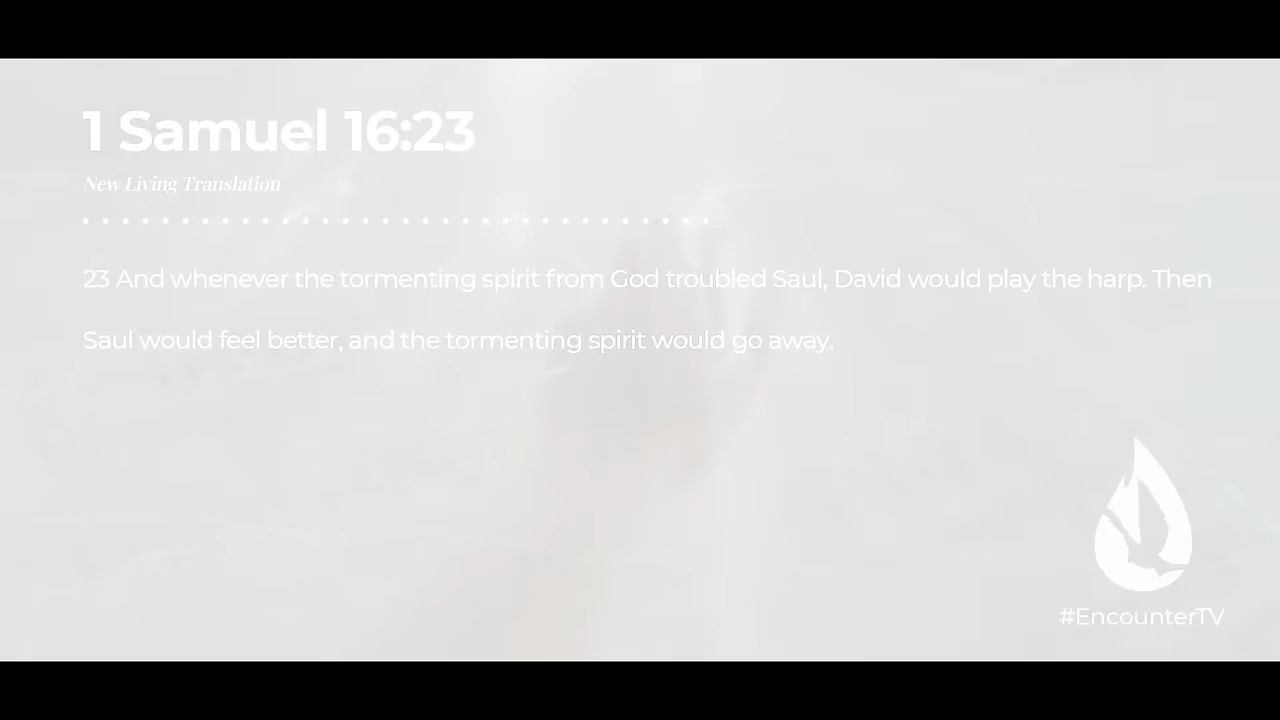 1 Samuel 16:23
New Living Translation
23 And whenever the tormenting spirit from God troubled Saul, David would play the harp. Then
Saul would feel better, and the tormenting spirit would go away.
#EncounterTV